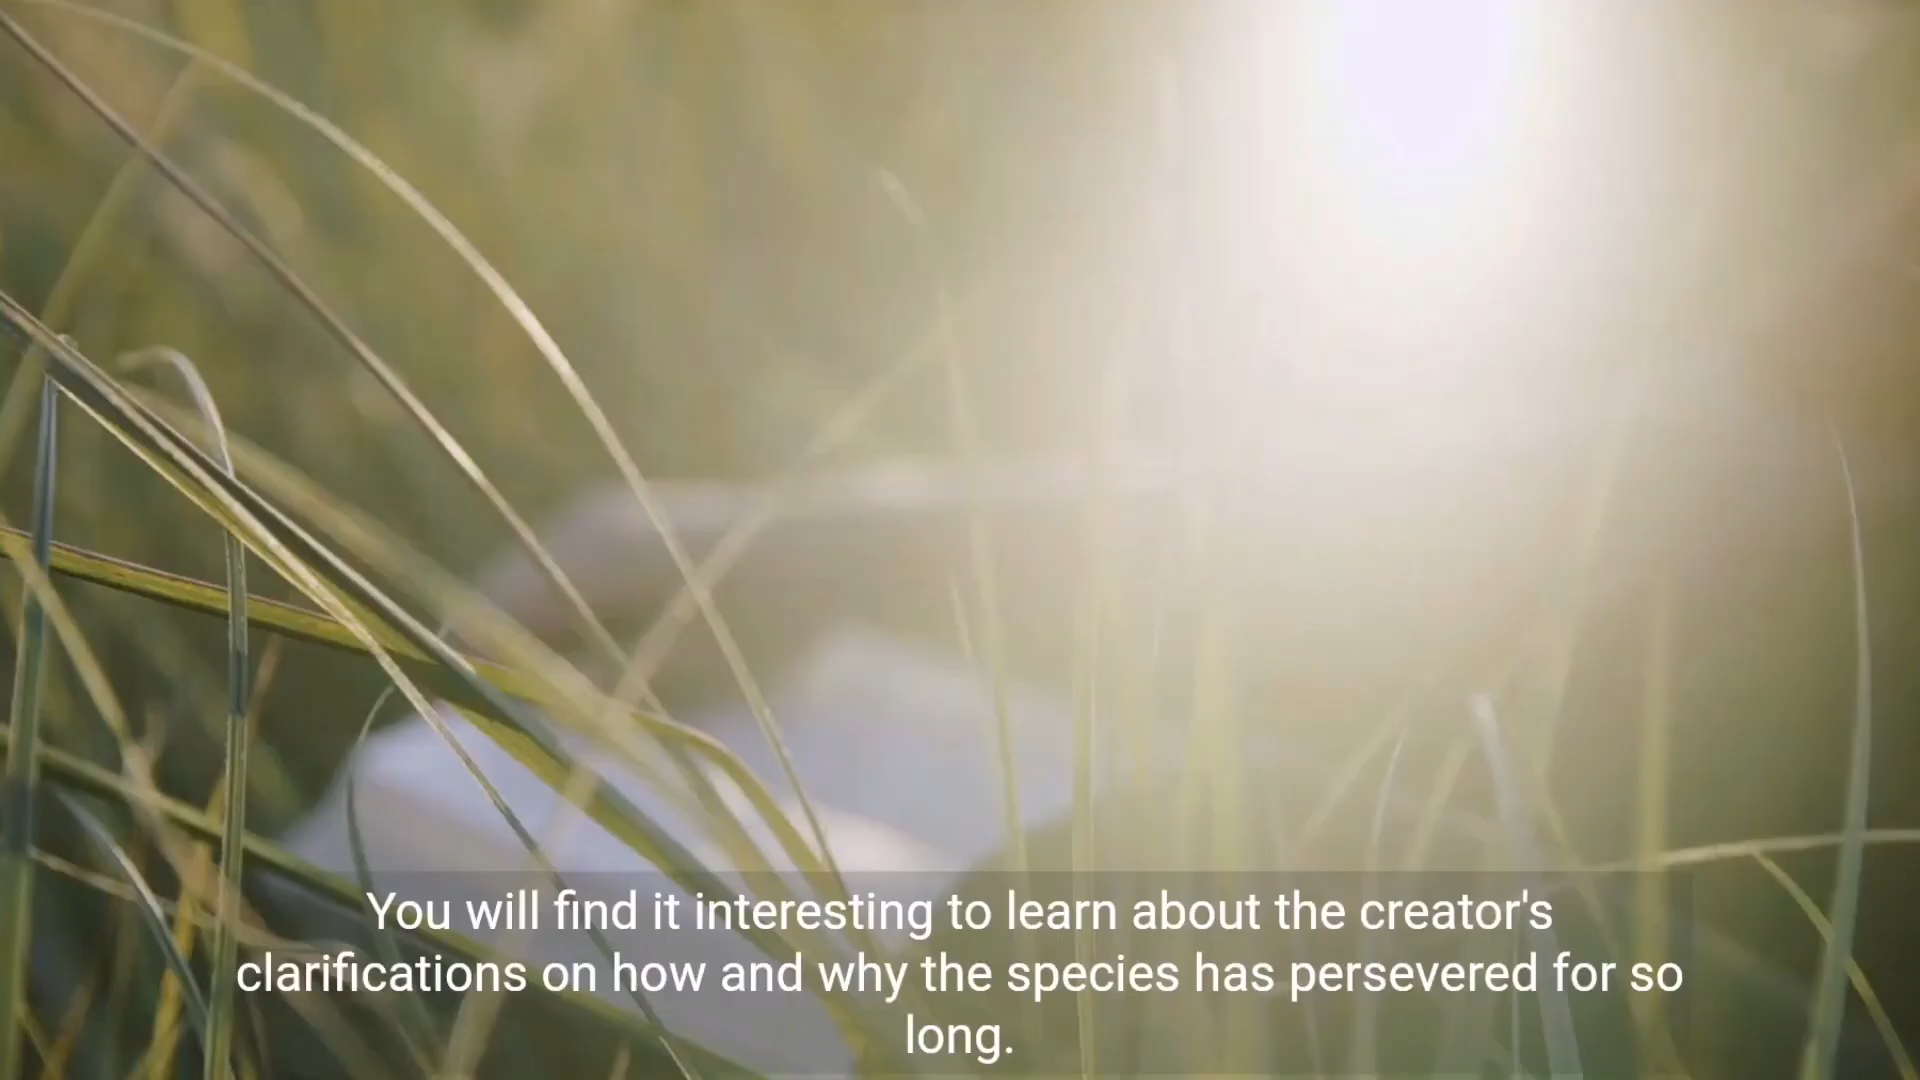 You will find it interesting to learn about the creator's
clarifications on how and why the species has persevered for so
long.